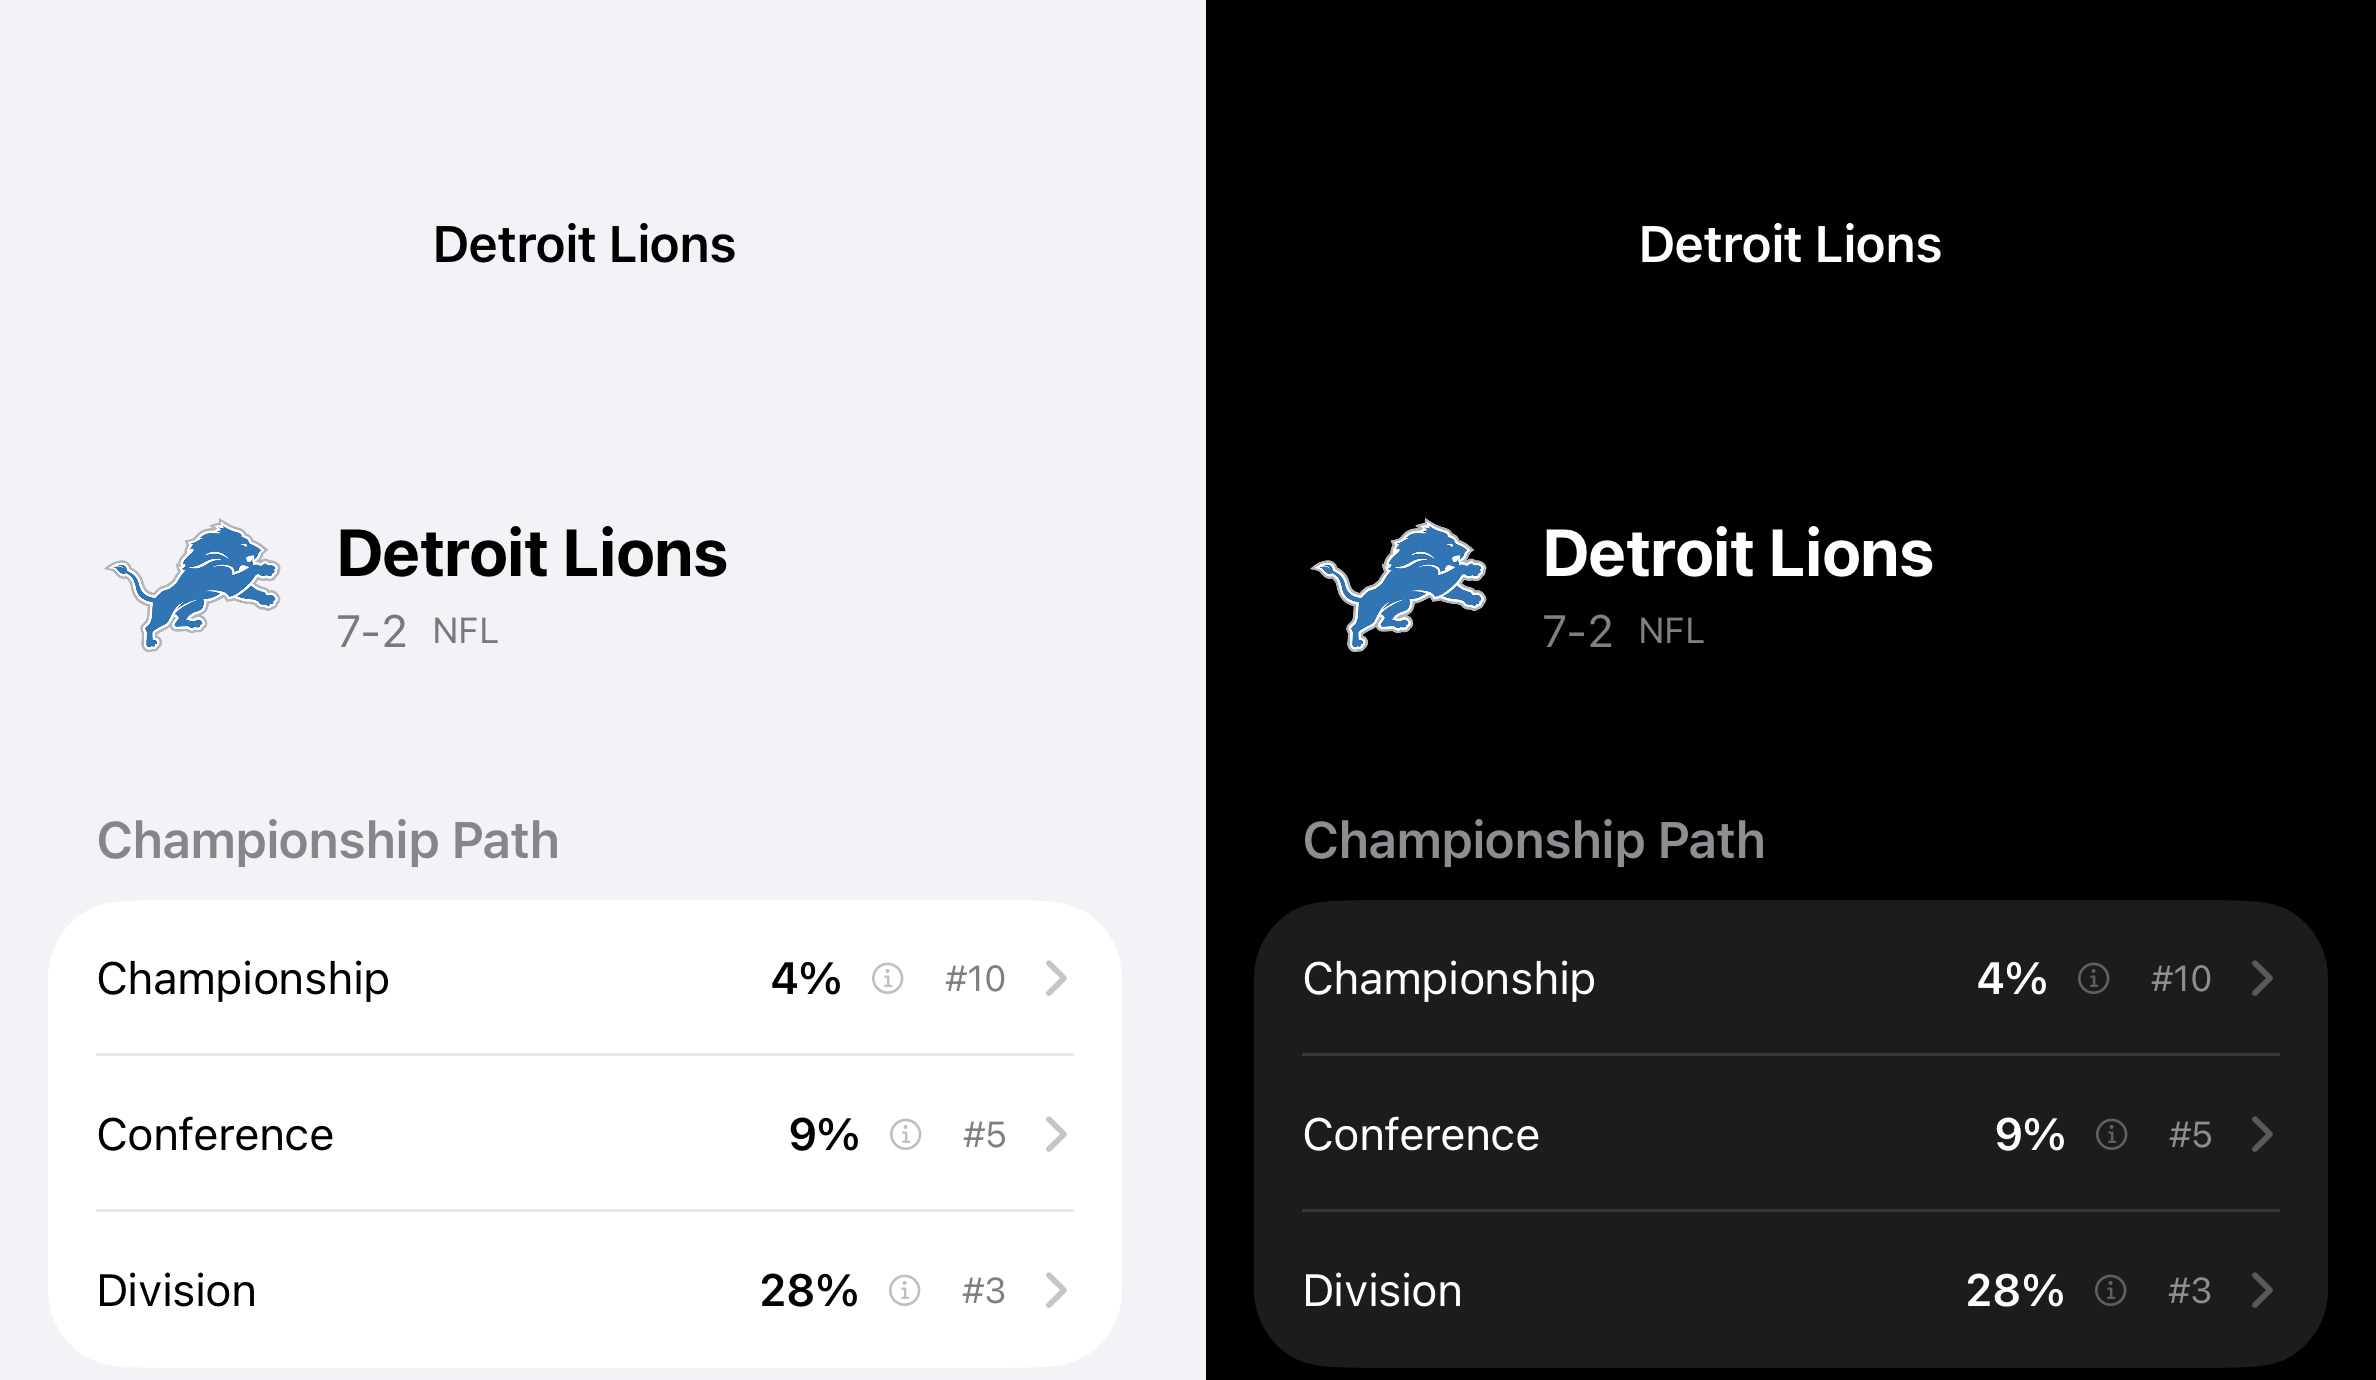 Detroit Lions
Detroit Lions
7-2 NFL
Championship Path
Championship 4% #10
Conference 9% #5
Division 28% #3
Detroit Lions
Detroit Lions
7-2 NFL
Championship Path
Championship 4% #10
Conference 9% #5
Division 28% #3